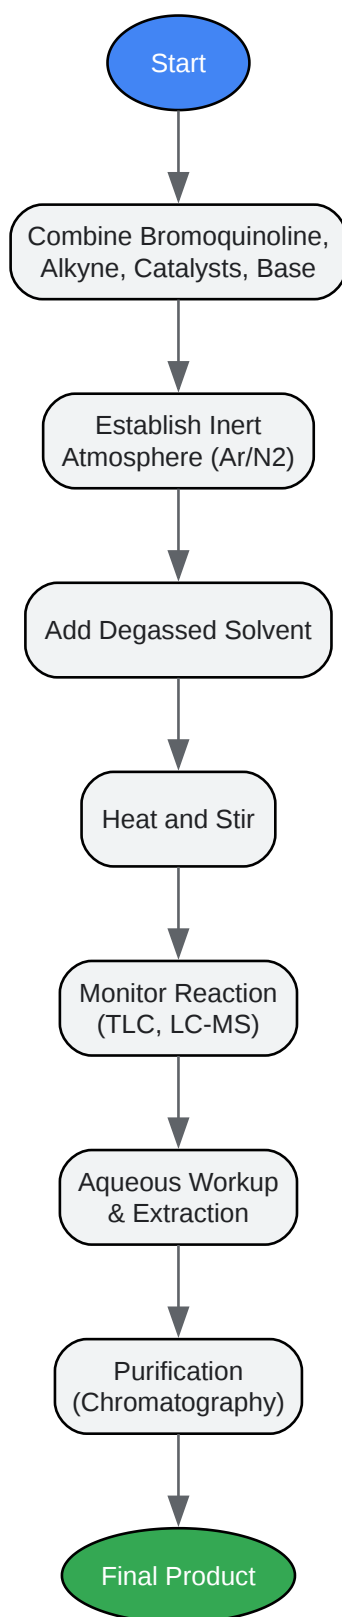 Start
Combine Bromoquinoline,
Alkyne, Catalysts, Base
Establish Inert
Atmosphere (Ar/N2)
Add Degassed Solvent
Heat and Stir
Monitor Reaction
(TLC, LC-MS)
Aqueous Workup
& Extraction
Purification
(Chromatography)
Final Product